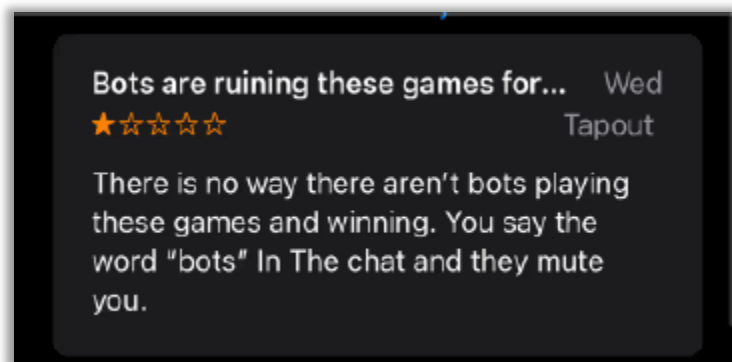 Bots are ruining these games for... Wed
Tapout
There is no way there aren't bots playing
these games and winning. You say the
word "bots" In The chat and they mute
you.